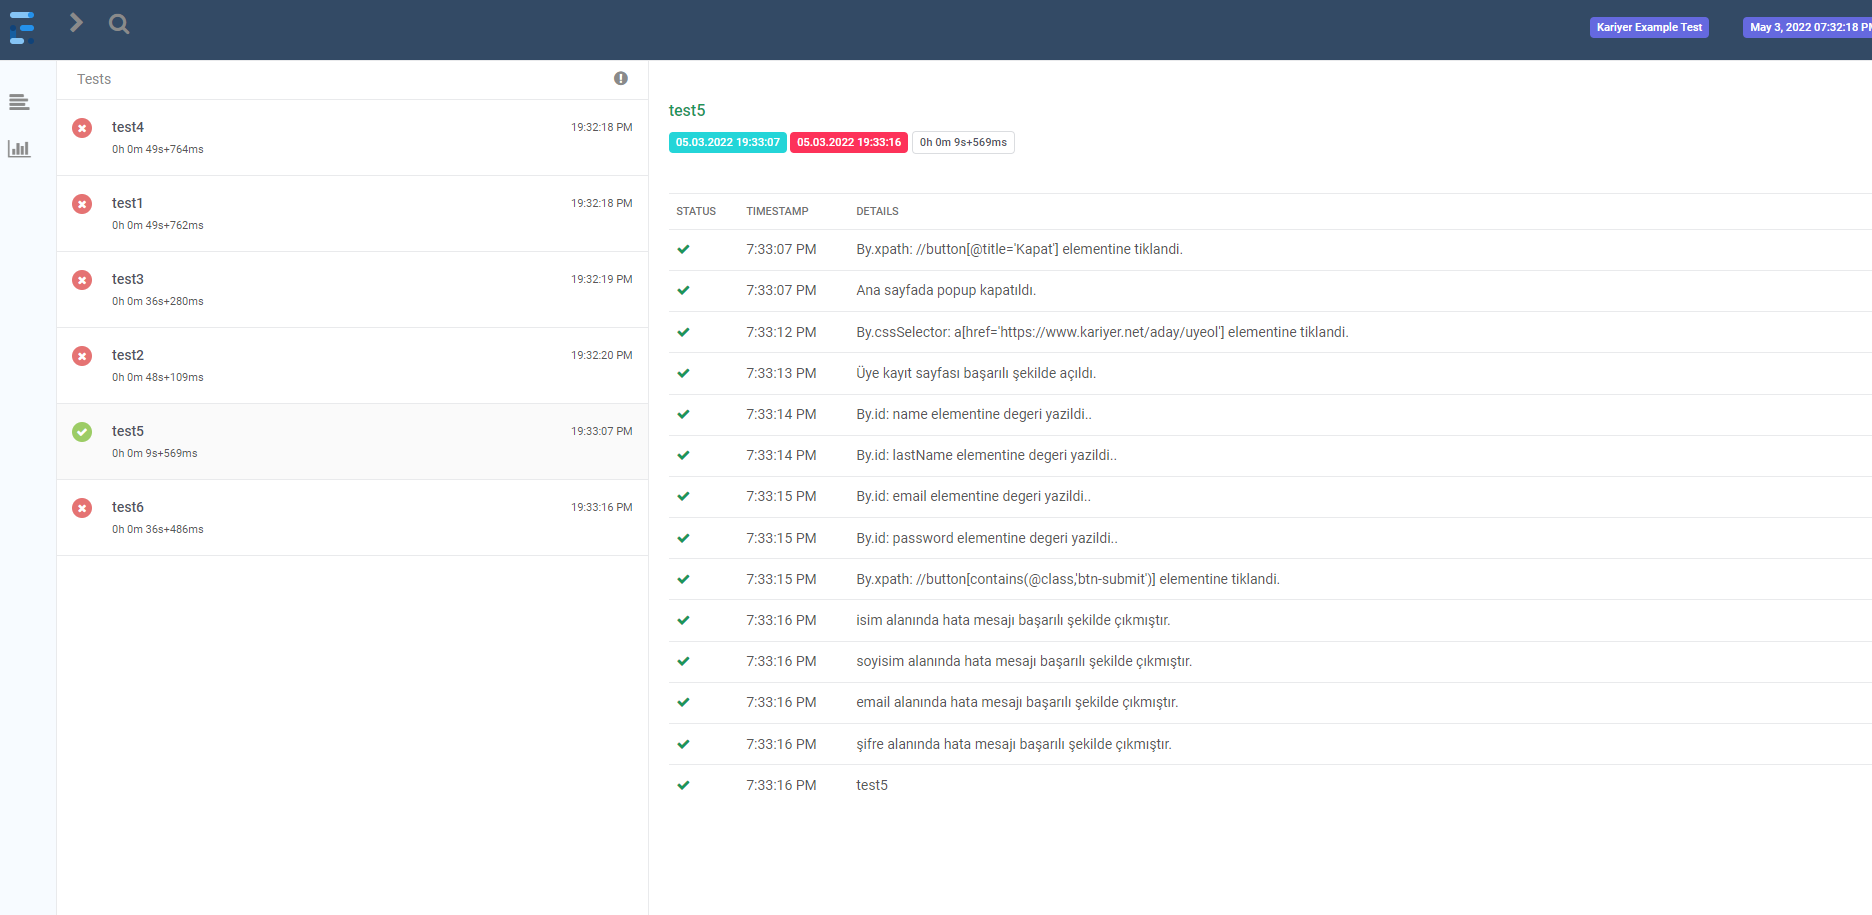 Kariyer Example Test
May 3, 2022 07:32:18
Tests
test4
19:32:18 PM
0h 0m 49s+764ms
test1
19:32:18 PM
0h 0m 49s+762ms
test3
19:32:19 PM
0h 0m 36s+280ms
test2
19:32:20 PM
0h 0m 48s+109ms
test5
19:33:07 PM
0h 0m 9s+569ms
test6
19:33:16 PM
0h 0m 36s+486ms
test5
05.03.2022 19:33:07 05.03.2022 19:33:16 0h 0m 9s+569ms
STATUS TIMESTAMP DETAILS
7:33:07 PM By.xpath: //button[@title='Kapat'] elementine tiklandi.
7:33:07 PM Ana sayfada popup kapatıldı.
7:33:12 PM By.cssSelector: a[href='https://www.kariyer.net/aday/uyeol'] elementine tiklandi.
7:33:13 PM Üye kayıt sayfası başarılı şekilde açıldı.
7:33:14 PM By.id: name elementine degeri yazildi..
7:33:14 PM By.id: lastName elementine degeri yazildi..
7:33:15 PM By.id: email elementine degeri yazildi..
7:33:15 PM By.id: password elementine degeri yazildi..
7:33:15 PM By.xpath: //button[contains(@class,'btn-submit')] elementine tiklandi.
7:33:16 PM isim alanında hata mesajı başarılı şekilde çıkmıştır.
7:33:16 PM soyisim alanında hata mesajı başarılı şekilde çıkmıştır.
7:33:16 PM email alanında hata mesajı başarılı şekilde çıkmıştır.
7:33:16 PM şifre alanında hata mesajı başarılı şekilde çıkmıştır.
7:33:16 PM test5